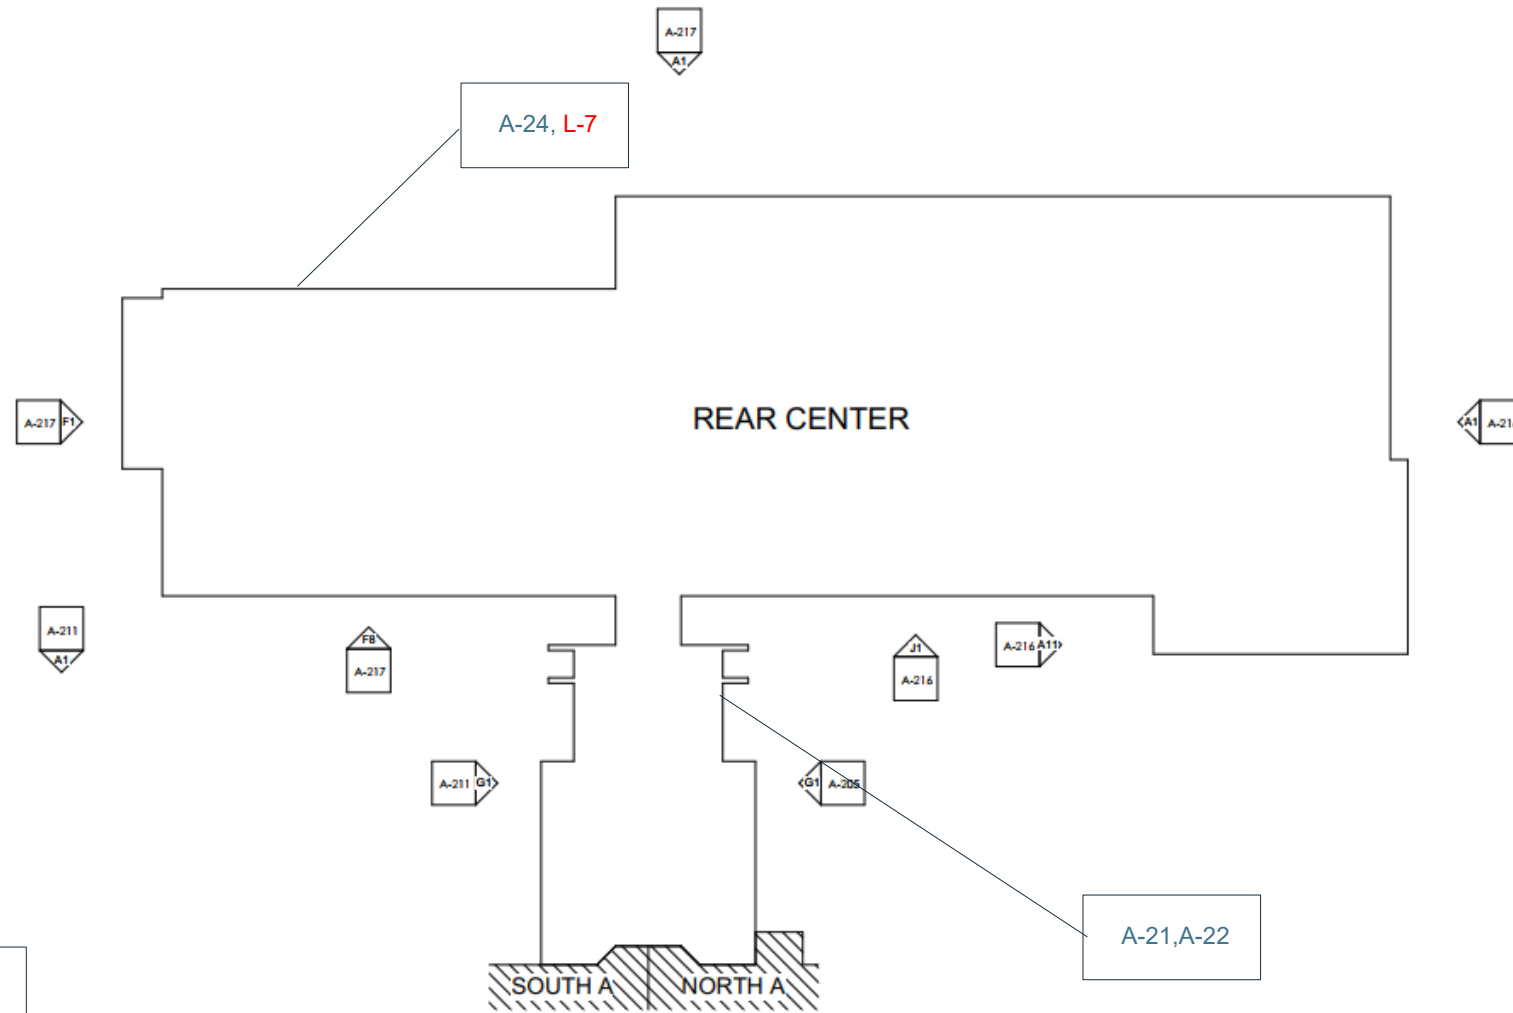 A-217
A1
A-24, L-7
REAR CENTER
A-217 F1
A1
A-211
A1
F8
A-217
J1
A-216
A-216 A11
A-211 G1
G1 A-205
A-21,A-22
SOUTH A
NORTH A